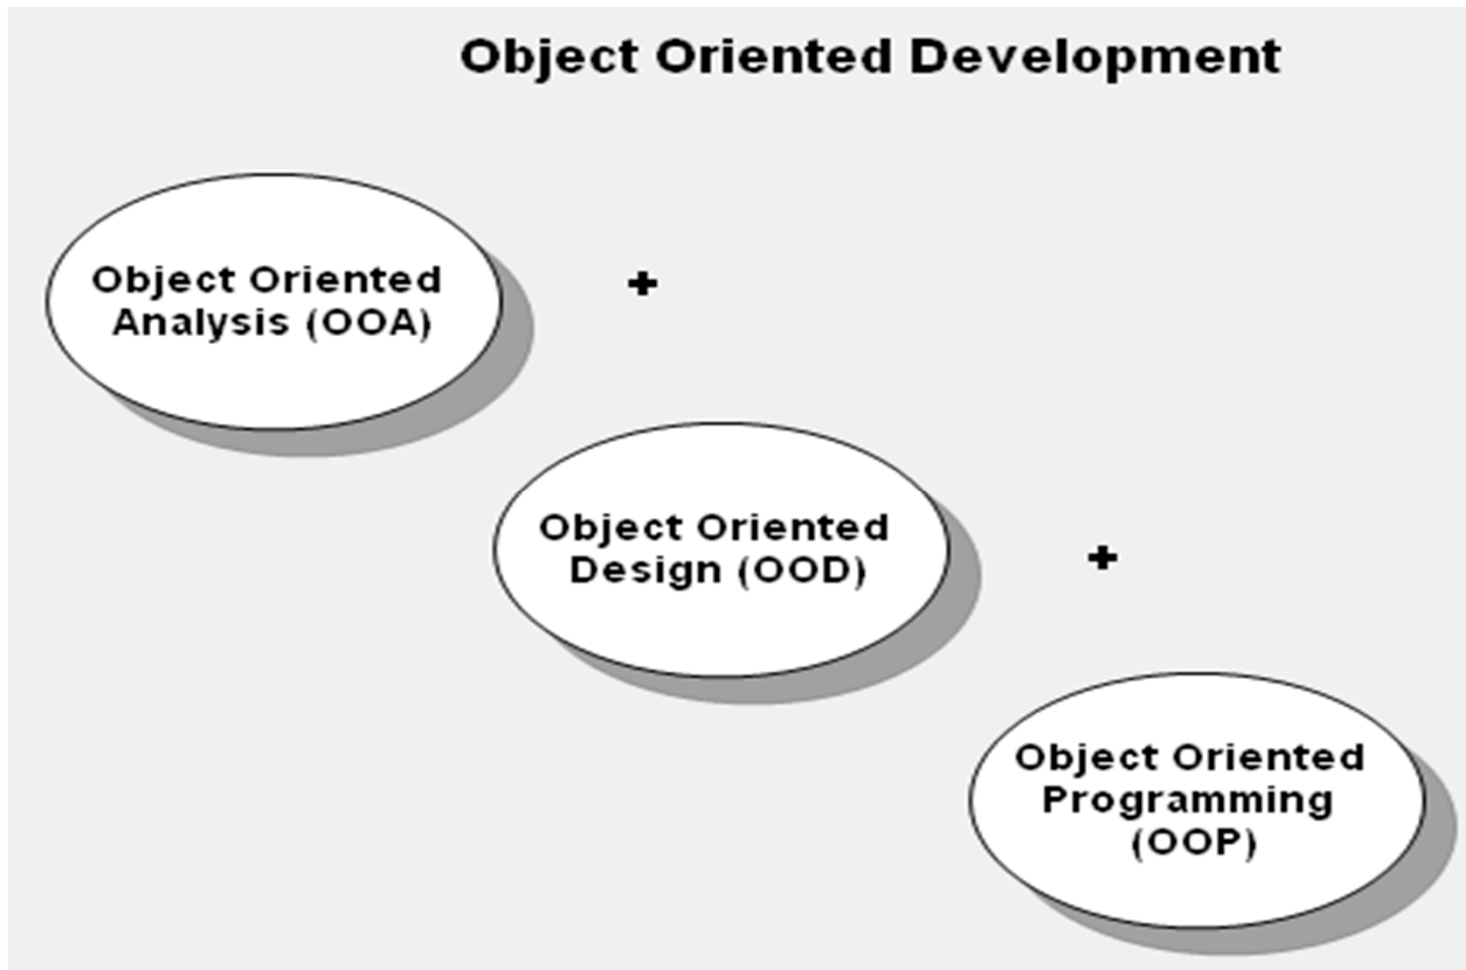 Object Oriented Development
Object Oriented
Analysis (OOA)
+
Object Oriented
Design (OOD)
+
Object Oriented
Programming
(OOP)